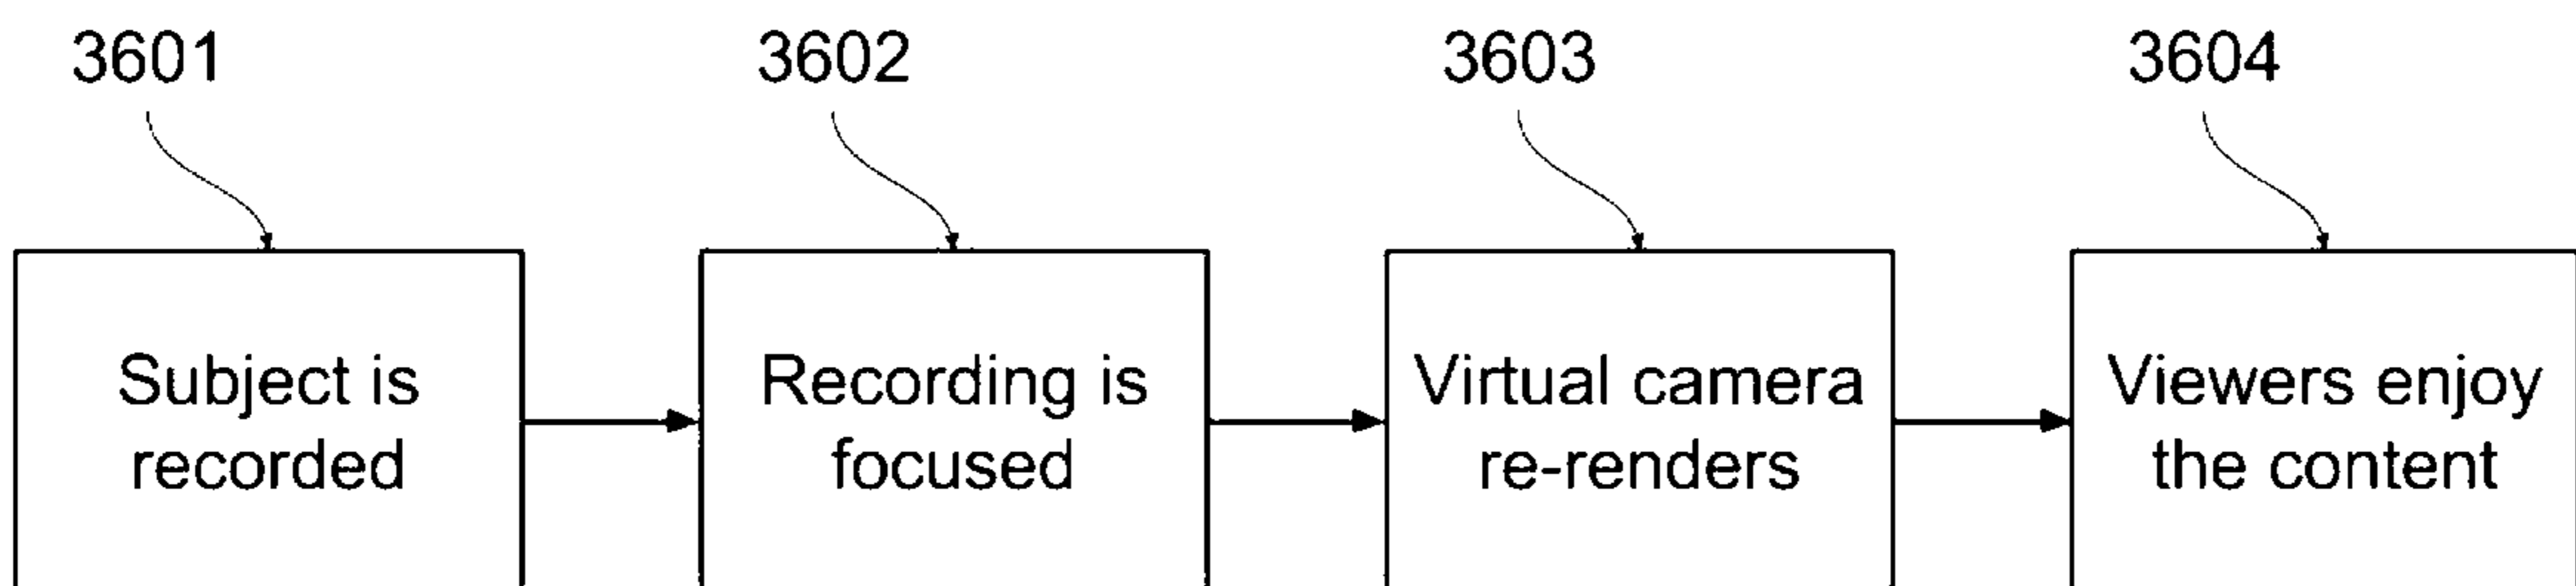 3601
3602
3603
3604
Subject is
recorded
Recording is
focused
Virtual camera
re-renders
Viewers enjoy
the content